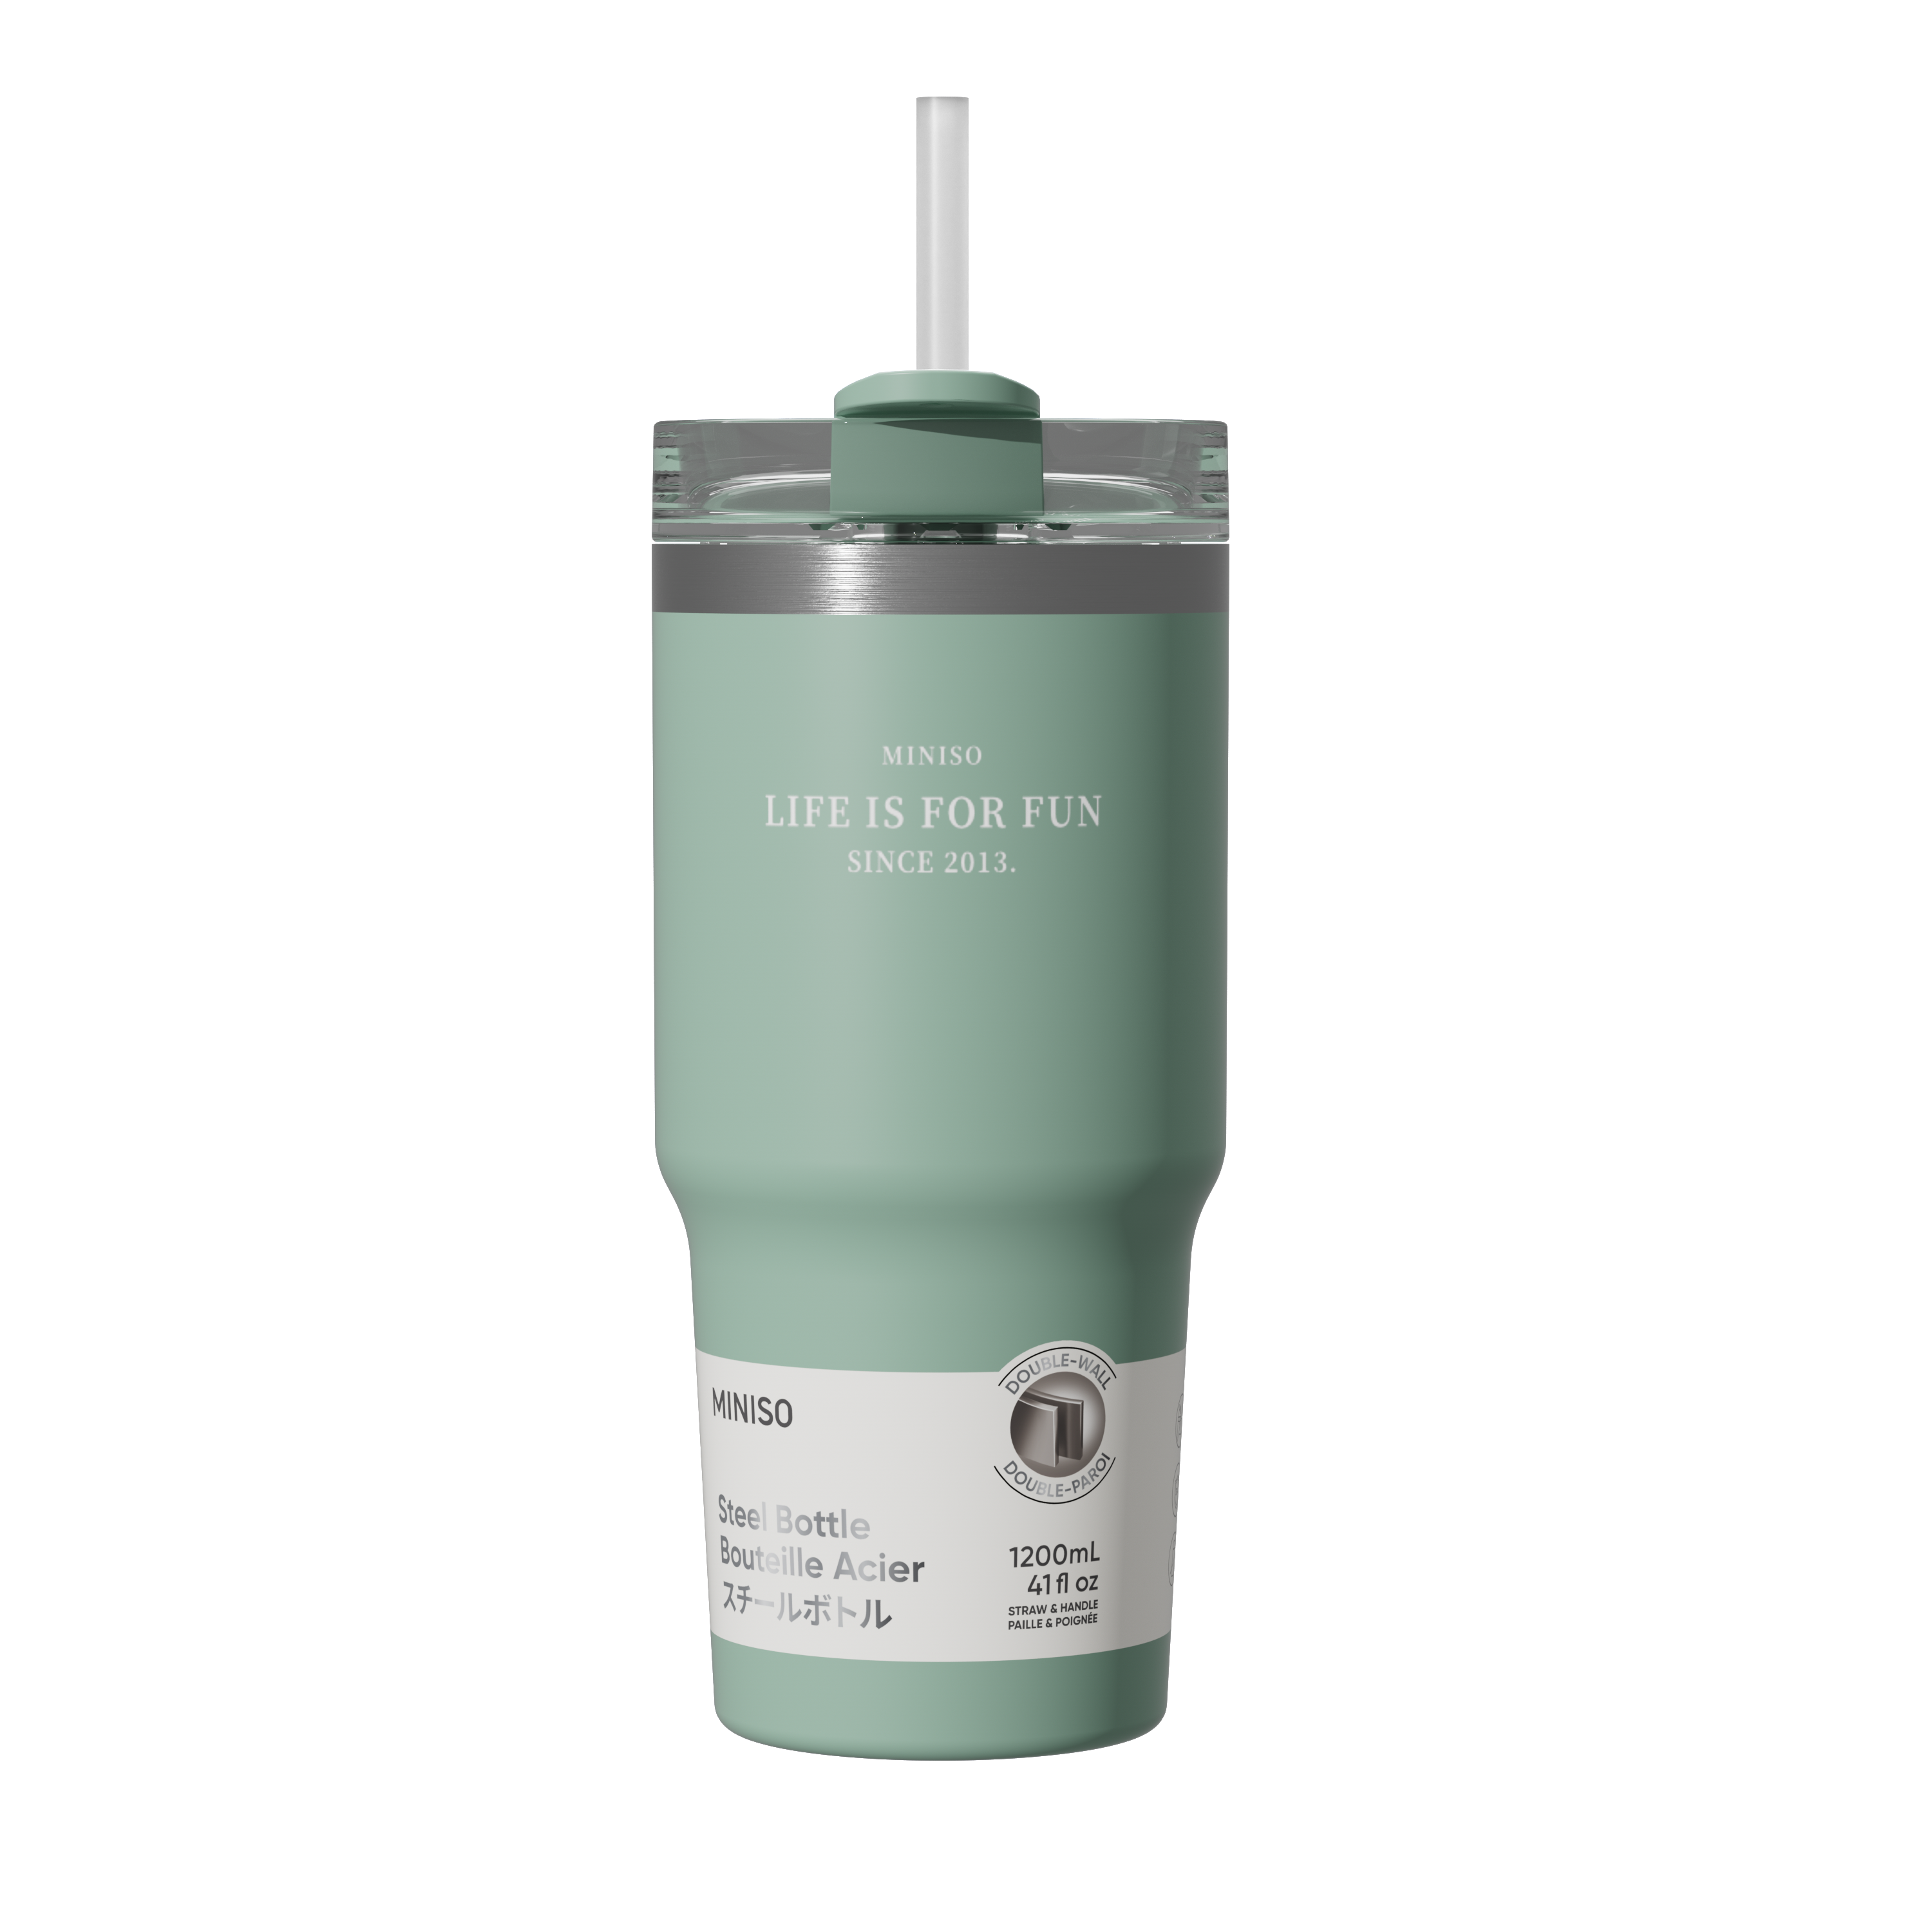 MINISO
LIFE IS FOR FUN
SINCE 2013.
MINISO
DOUBLE-WALL
DOUBLE-PAROI
Steel Bottle
Bouteille Acier
スチールボトル
1200mL
41 fl oz
STRAW & HANDLE
PAILLE & POIGNÉE